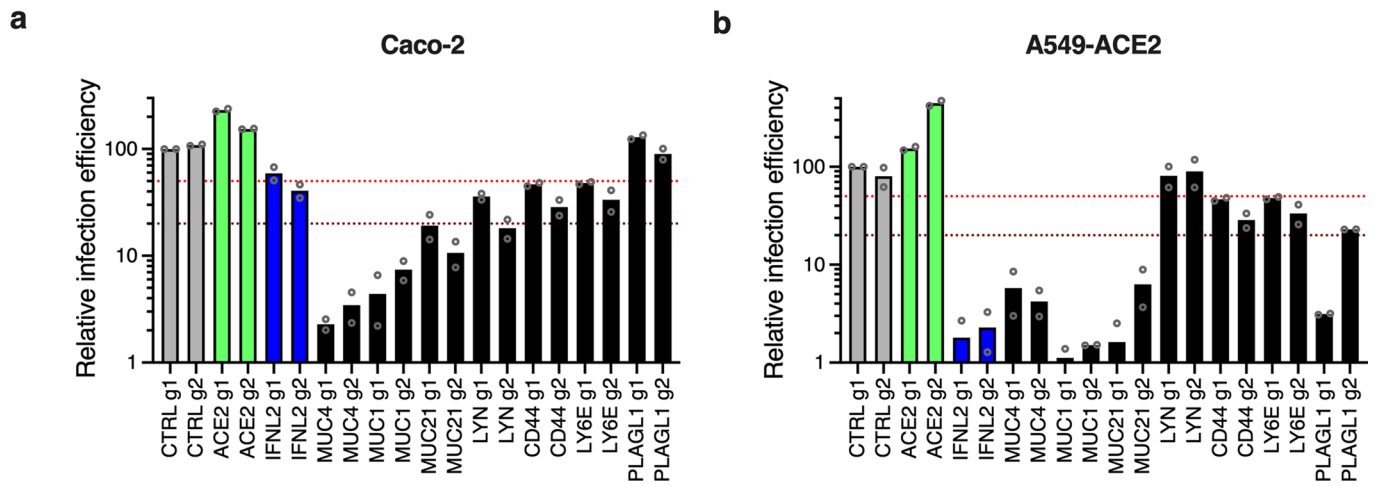 a
Caco-2
Relative infection efficiency
100
10
1
CTRL g1
CTRL g2
ACE2 g1
ACE2 g2
IFNL2 g1
IFNL2 g2
MUC4 g1
MUC4 g2
MUC1 g1
MUC1 g2
MUC21 g1
MUC21 g2
LYN g1
LYN g2
CD44 g1
CD44 g2
LY6E g1
LY6E g2
PLAGL1 g1
PLAGL1 g2
b
A549-ACE2
Relative infection efficiency
100
10
1
CTRL g1
CTRL g2
ACE2 g1
ACE2 g2
IFNL2 g1
IFNL2 g2
MUC4 g1
MUC4 g2
MUC1 g1
MUC1 g2
MUC21 g1
MUC21 g2
LYN g1
LYN g2
CD44 g1
CD44 g2
LY6E g1
LY6E g2
PLAGL1 g1
PLAGL1 g2